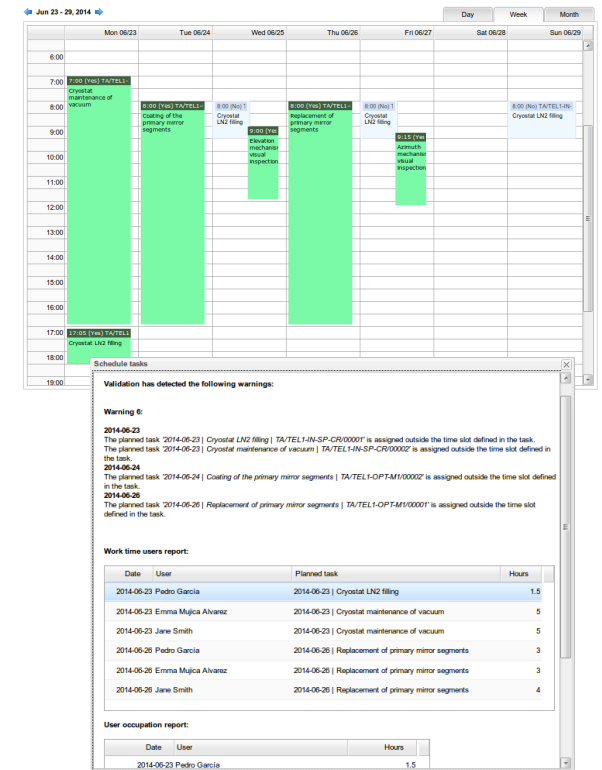 Jun 23 - 29, 2014
Day Week Month
Mon 06/23 Tue 06/24 Wed 06/25 Thu 06/26 Fri 06/27 Sat 06/28 Sun 06/29
6:00
7:00
8:00
9:00
10:00
11:00
12:00
13:00
14:00
15:00
16:00
17:00
18:00
19:00
7:00 (Yes) TA/TEL1-
Cryostat
maintenance of
vacuum
17:05 (Yes) TA/TEL1
Cryostat LN2 filling
8:00 (Yes) TA/TEL1-
Coating of the
primary mirror
segments
8:00 (No) T
Cryostat
LN2 filling
9:00 (Yes
Elevation
mechanis
visual
inspection
8:00 (Yes) TA/TEL1-
Replacement of
primary mirror
segments
8:00 (No) T
Cryostat
LN2 filling
9:15 (Yes
Azimuth
mechanis
visual
inspection
8:00 (No) TA/TEL1-IN-
Cryostat LN2 filling
Schedule tasks
Validation has detected the following warnings:
Warning 6:
2014-06-23
The planned task '2014-06-23 | Cryostat LN2 filling | TA/TEL1-IN-SP-CR/00001' is assigned outside the time slot defined in the task.
The planned task '2014-06-23 | Cryostat maintenance of vacuum | TA/TEL1-IN-SP-CR/00002' is assigned outside the time slot defined in
the task.
2014-06-24
The planned task '2014-06-24 | Coating of the primary mirror segments | TA/TEL1-OPT-M1/00002' is assigned outside the time slot defined
in the task.
2014-06-26
The planned task '2014-06-26 | Replacement of primary mirror segments | TA/TEL1-OPT-M1/00001' is assigned outside the time slot
defined in the task.
Work time users report:
Date User Planned task Hours
2014-06-23 Pedro García 2014-06-23 | Cryostat LN2 filling 1.5
2014-06-23 Emma Mujica Alvarez 2014-06-23 | Cryostat maintenance of vacuum 5
2014-06-23 Jane Smith 2014-06-23 | Cryostat maintenance of vacuum 5
2014-06-26 Pedro García 2014-06-26 | Replacement of primary mirror segments 3
2014-06-26 Emma Mujica Alvarez 2014-06-26 | Replacement of primary mirror segments 3
2014-06-26 Jane Smith 2014-06-26 | Replacement of primary mirror segments 4
User occupation report:
Date User Hours
2014-06-23 Pedro García 1.5